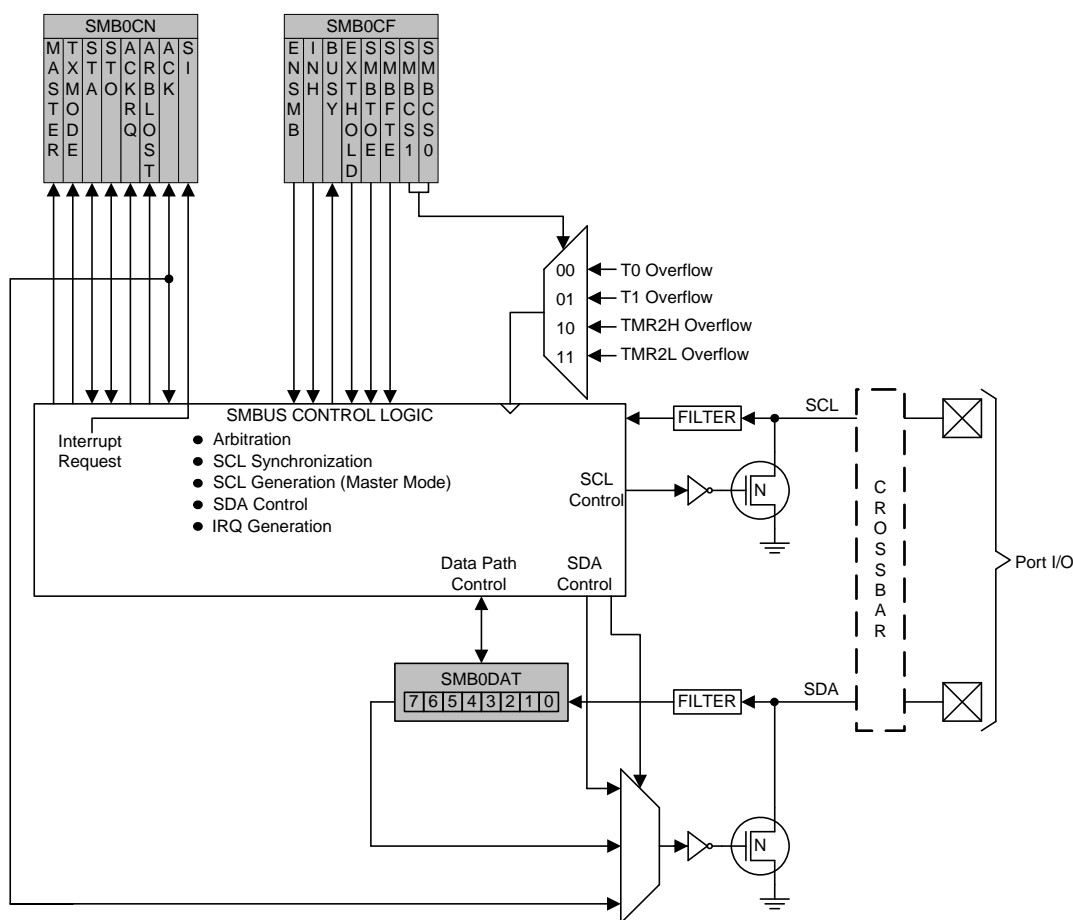 SMB0CN
MASTER
TXMODE
STA
STO
ACKRQ
ARBLOST
ACK
SI
SMB0CF
ENSMB
INH
BUSY
EXTHOLD
SMBTOE
SMBFTE
SMBCS1
SMBCS0
00
T0 Overflow
01
T1 Overflow
10
TMR2H Overflow
11
TMR2L Overflow
SMBUS CONTROL LOGIC
Interrupt
Request
● Arbitration
● SCL Synchronization
● SCL Generation (Master Mode)
● SDA Control
● IRQ Generation
SCL
Control
Data Path
Control
SDA
Control
FILTER
SCL
N
CROSSBAR
Port I/O
SMB0DAT
7 6 5 4 3 2 1 0
FILTER
SDA
N